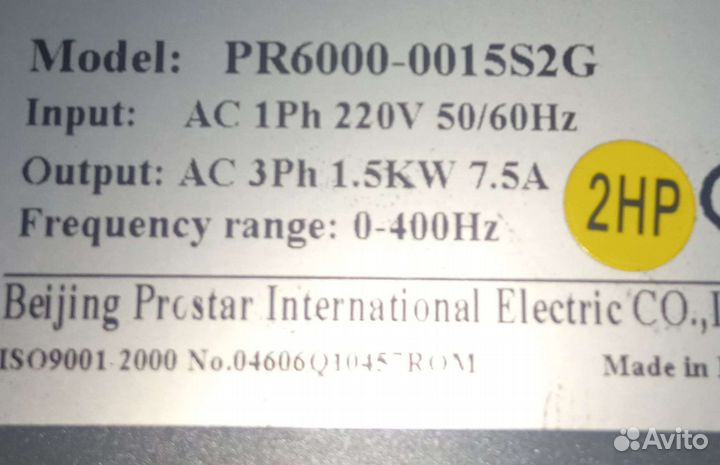 Model: PR6000-0015S2G
Input: AC 1Ph 220V 50/60Hz
Output: AC 3Ph 1.5KW 7.5A
2HP
Frequency range: 0-400Hz
Beijing Prostar International Electric CO.,
ISO9001-2000
Made in
Avito